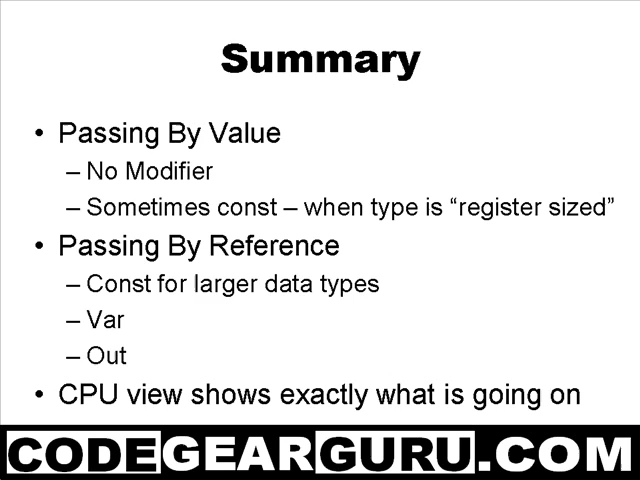 Summary
• Passing By Value
– No Modifier
– Sometimes const – when type is “register sized”
• Passing By Reference
– Const for larger data types
– Var
– Out
• CPU view shows exactly what is going on
CODEGEARGURU.COM